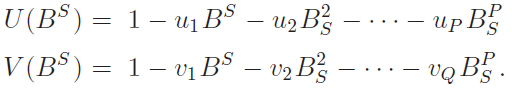 U(B^S) = 1 − u_1 B^S − u_2 B_S^2 − ⋯ − u_P B_S^P
V(B^S) = 1 − v_1 B^S − v_2 B_S^2 − ⋯ − v_Q B_S^P .